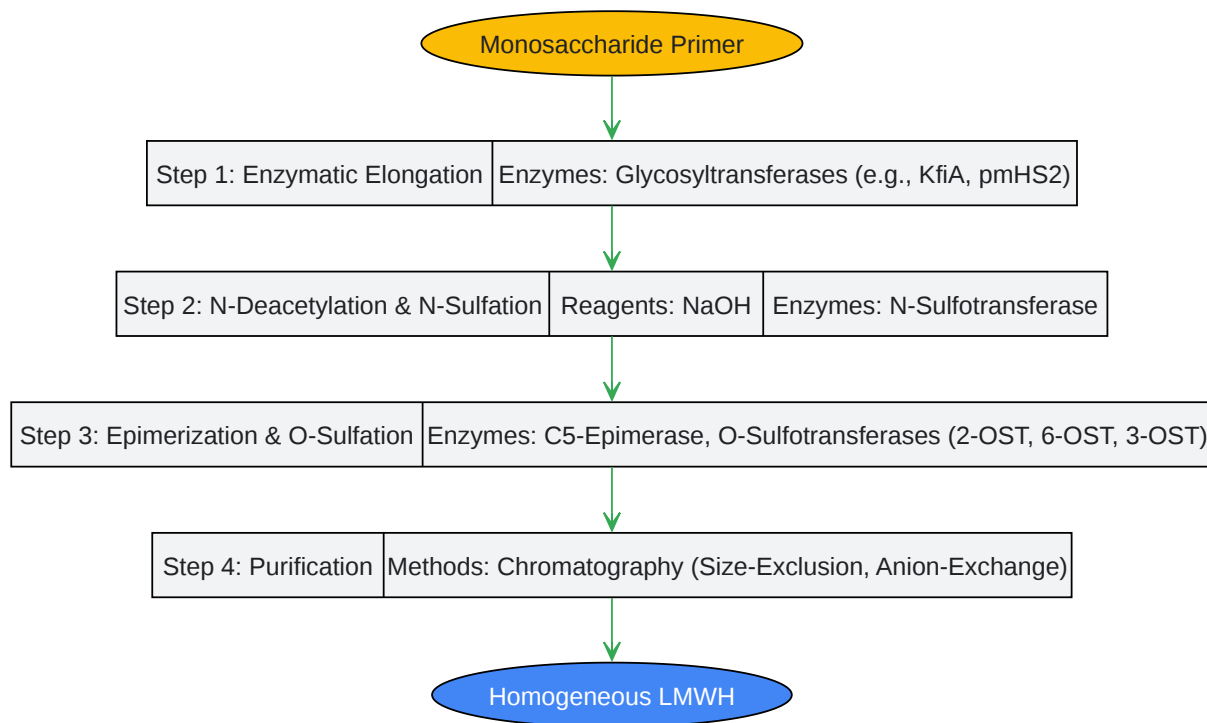 Monosaccharide Primer
Step 1: Enzymatic Elongation Enzymes: Glycosyltransferases (e.g., KfiA, pmHS2)
Step 2: N-Deacetylation & N-Sulfation Reagents: NaOH Enzymes: N-Sulfotransferase
Step 3: Epimerization & O-Sulfation Enzymes: C5-Epimerase, O-Sulfotransferases (2-OST, 6-OST, 3-OST)
Step 4: Purification Methods: Chromatography (Size-Exclusion, Anion-Exchange)
Homogeneous LMWH